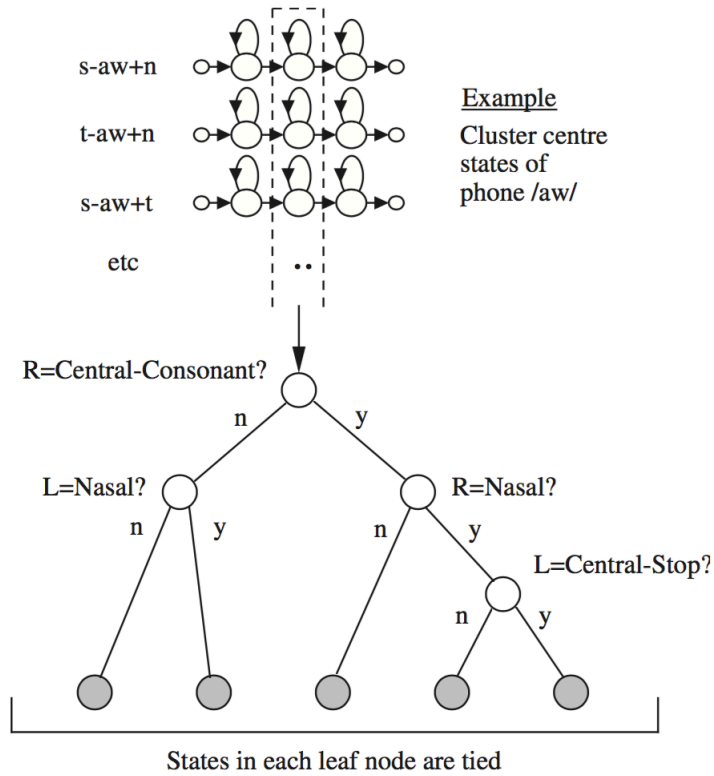 s-aw+n
t-aw+n
Example
Cluster centre
states of
phone /aw/
s-aw+t
etc
..
R=Central-Consonant?
n
y
L=Nasal?
R=Nasal?
n
y
n
y
L=Central-Stop?
n
y
States in each leaf node are tied